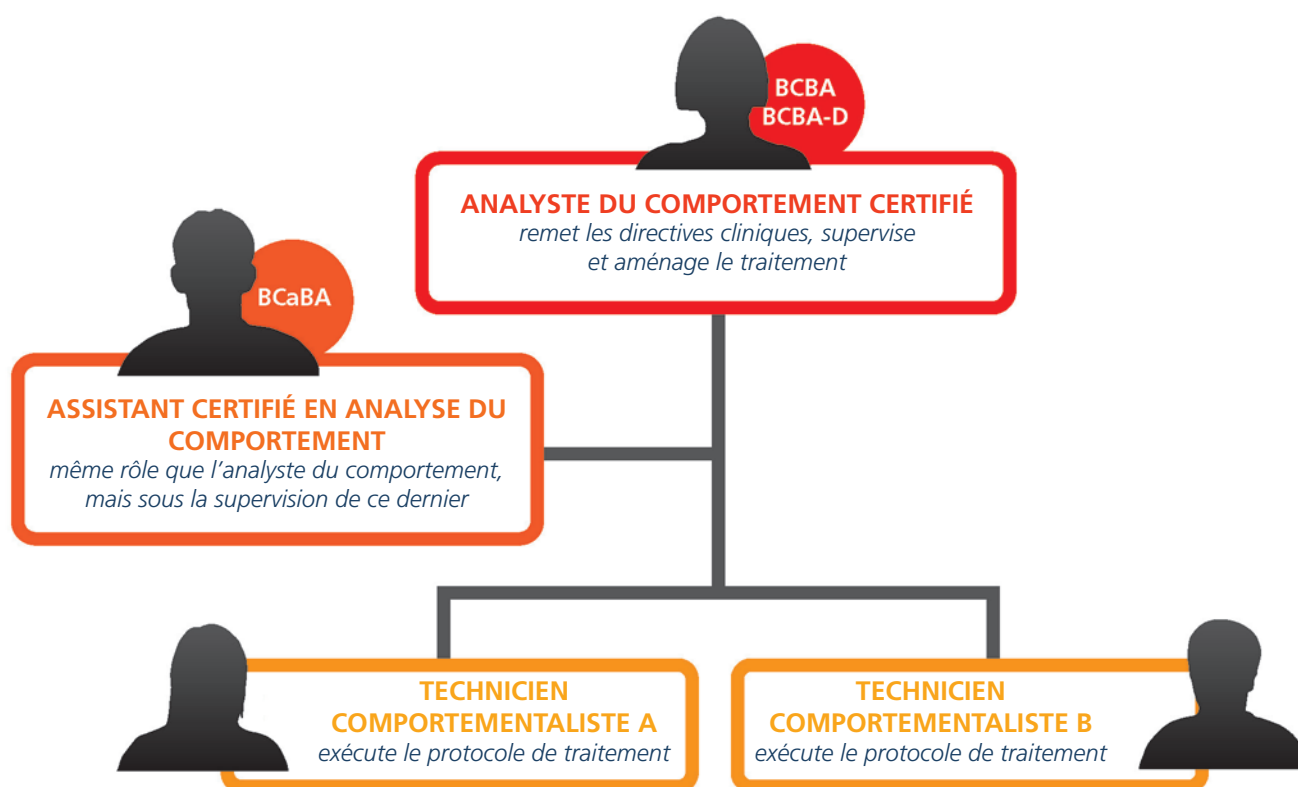 BCBA
BCBA-D
ANALYSTE DU COMPORTEMENT CERTIFIÉ
remet les directives cliniques, supervise
et aménage le traitement
BCaBA
ASSISTANT CERTIFIÉ EN ANALYSE DU
COMPORTEMENT
même rôle que l’analyste du comportement,
mais sous la supervision de ce dernier
TECHNICIEN
COMPORTEMENTALISTE A
exécute le protocole de traitement
TECHNICIEN
COMPORTEMENTALISTE B
exécute le protocole de traitement